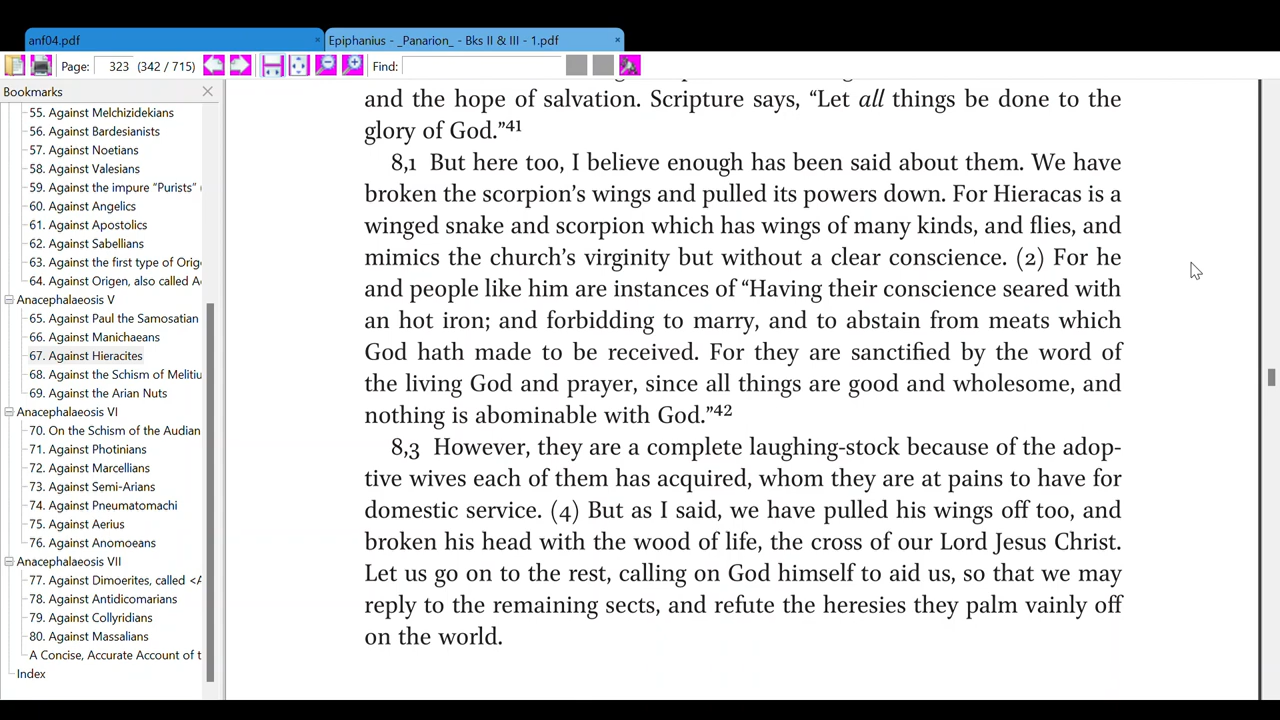 anf04.pdf ×
Epiphanius - _Panarion_ - Bks II & III - 1.pdf ×
Page: 323 (342 / 715) Find:
Bookmarks
55. Against Melchizidekians
56. Against Bardesianists
57. Against Noetians
58. Against Valesians
59. Against the impure “Purists” (
60. Against Angelics
61. Against Apostolics
62. Against Sabellians
63. Against the first type of Orige
64. Against Origen, also called Ac
Anacephalaeosis V
65. Against Paul the Samosatian
66. Against Manichaeans
67. Against Hieracites
68. Against the Schism of Melitiu
69. Against the Arian Nuts
Anacephalaeosis VI
70. On the Schism of the Audian
71. Against Photinians
72. Against Marcellians
73. Against Semi-Arians
74. Against Pneumatomachi
75. Against Aerius
76. Against Anomoeans
Anacephalaeosis VII
77. Against Dimoerites, called <A
78. Against Antidicomarians
79. Against Collyridians
80. Against Massalians
A Concise, Accurate Account of t
Index
and the hope of salvation. Scripture says, “Let all things be done to the
glory of God.”41
8,1 But here too, I believe enough has been said about them. We have
broken the scorpion’s wings and pulled its powers down. For Hieracas is a
winged snake and scorpion which has wings of many kinds, and flies, and
mimics the church’s virginity but without a clear conscience. (2) For he
and people like him are instances of “Having their conscience seared with
an hot iron; and forbidding to marry, and to abstain from meats which
God hath made to be received. For they are sanctified by the word of
the living God and prayer, since all things are good and wholesome, and
nothing is abominable with God.”42
8,3 However, they are a complete laughing-stock because of the adop-
tive wives each of them has acquired, whom they are at pains to have for
domestic service. (4) But as I said, we have pulled his wings off too, and
broken his head with the wood of life, the cross of our Lord Jesus Christ.
Let us go on to the rest, calling on God himself to aid us, so that we may
reply to the remaining sects, and refute the heresies they palm vainly off
on the world.